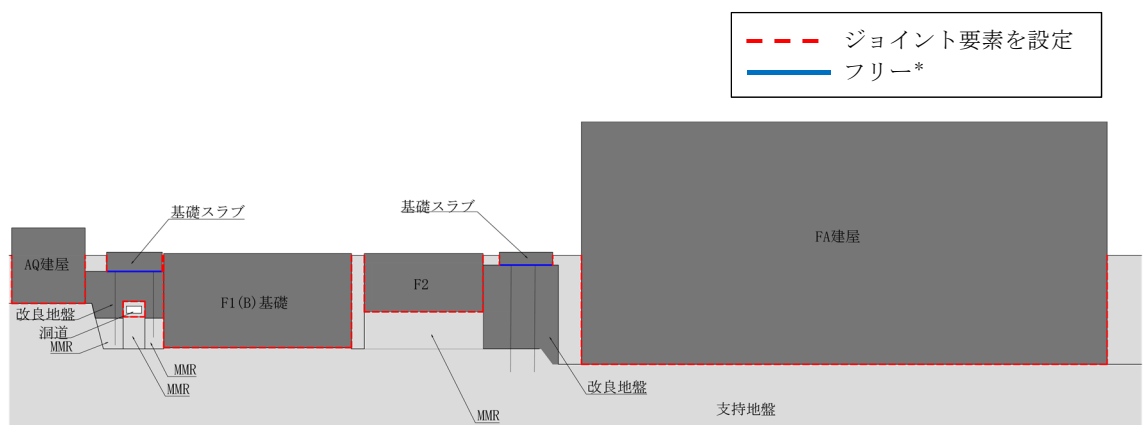 ジョイント要素を設定
フリー*
基礎スラブ
基礎スラブ
AQ建屋
FA建屋
F1(B)基礎
F2
改良地盤
洞道
MMR
MMR
MMR
改良地盤
支持地盤
MMR